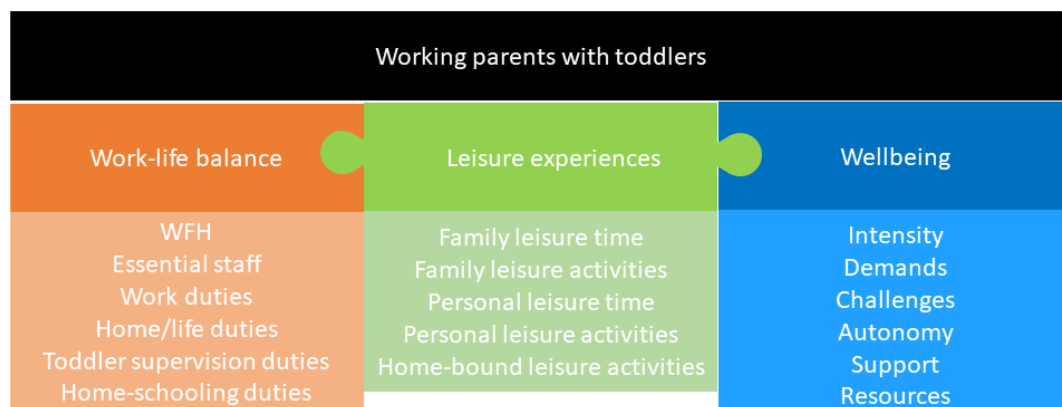 Working parents with toddlers
Work-life balance
Leisure experiences
Wellbeing
WFH
Essential staff
Work duties
Home/life duties
Toddler supervision duties
Home-schooling duties
Family leisure time
Family leisure activities
Personal leisure time
Personal leisure activities
Home-bound leisure activities
Intensity
Demands
Challenges
Autonomy
Support
Resources